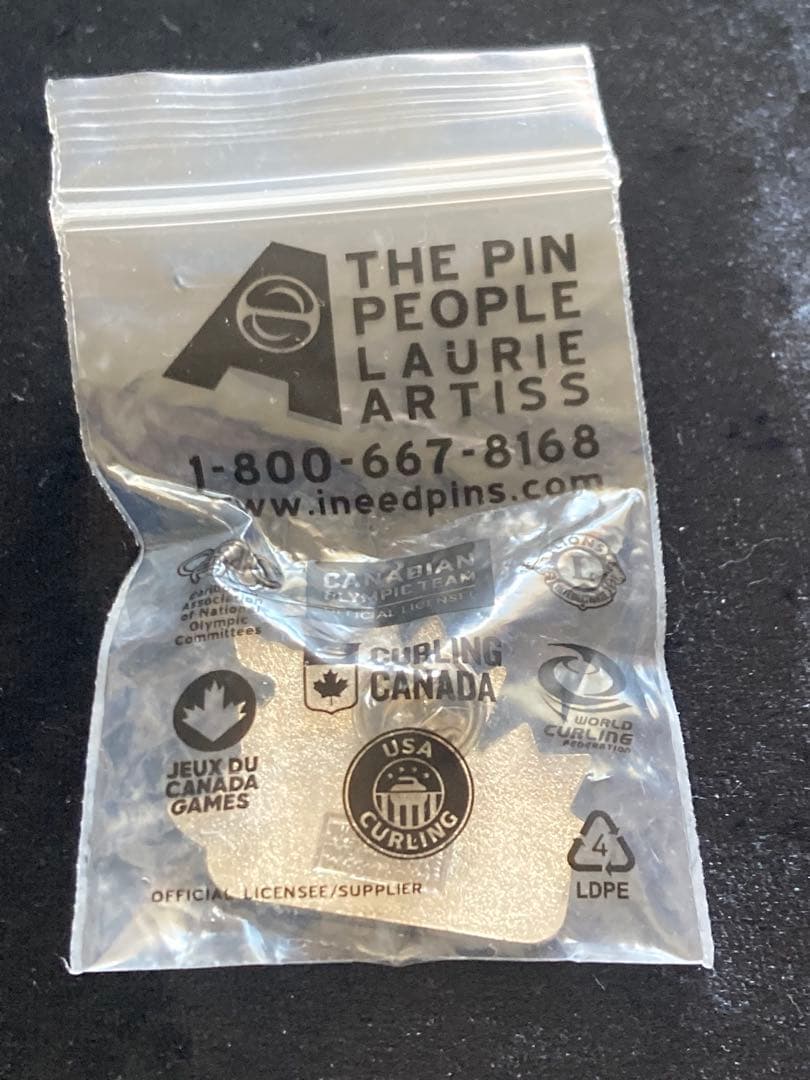 THE PIN
PEOPLE
LAURIE
ARTISS
1-800-667-8168
www.ineedpins.com
Association
of National
Olympic
Committees
CANADIAN
OLYMPIC TEAM
OFFICIAL LICENSEE
LIONS
L
CURLING
CANADA
WORLD
CURLING
FEDERATION
JEUX DU
CANADA
GAMES
USA
CURLING
4
LDPE
OFFICIAL LICENSEE/SUPPLIER